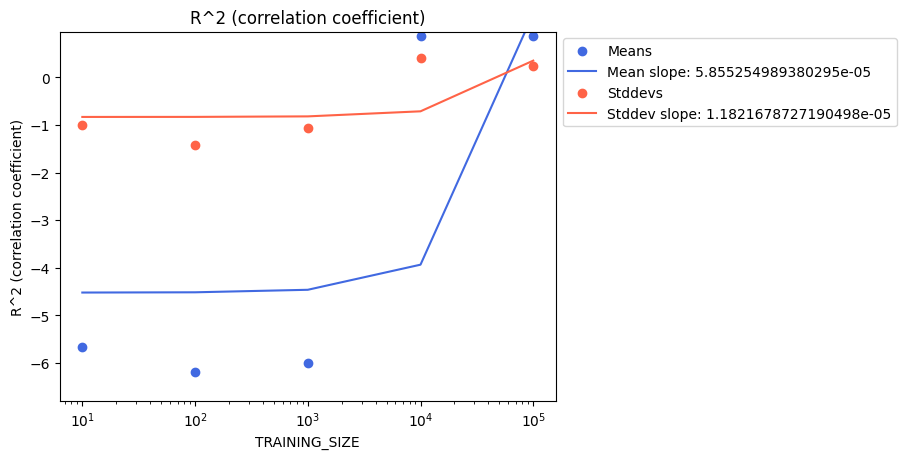 R^2 (correlation coefficient)
R^2 (correlation coefficient)
0
−1
−2
−3
−4
−5
−6
10^1
10^2
10^3
10^4
10^5
TRAINING_SIZE
Means
Mean slope: 5.855254989380295e-05
Stddevs
Stddev slope: 1.1821678727190498e-05